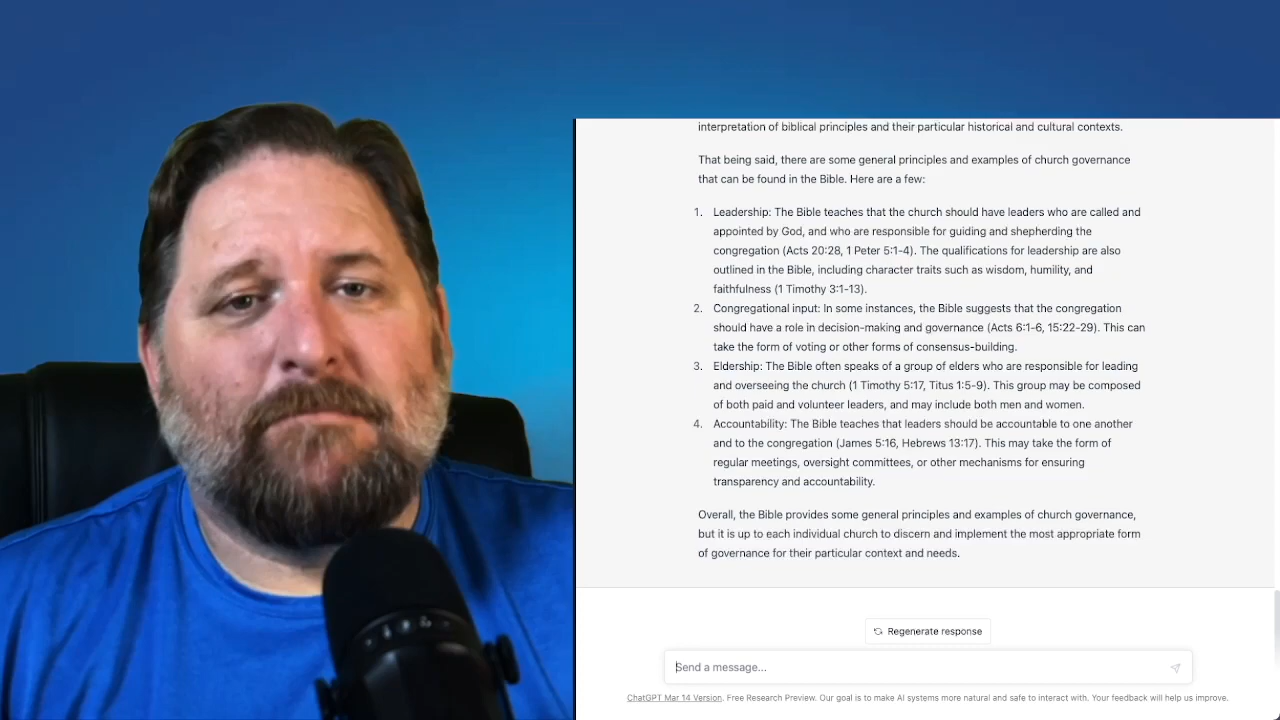 interpretation of biblical principles and their particular historical and cultural contexts.
That being said, there are some general principles and examples of church governance
that can be found in the Bible. Here are a few:
1. Leadership: The Bible teaches that the church should have leaders who are called and
appointed by God, and who are responsible for guiding and shepherding the
congregation (Acts 20:28, 1 Peter 5:1-4). The qualifications for leadership are also
outlined in the Bible, including character traits such as wisdom, humility, and
faithfulness (1 Timothy 3:1-13).
2. Congregational input: In some instances, the Bible suggests that the congregation
should have a role in decision-making and governance (Acts 6:1-6, 15:22-29). This can
take the form of voting or other forms of consensus-building.
3. Eldership: The Bible often speaks of a group of elders who are responsible for leading
and overseeing the church (1 Timothy 5:17, Titus 1:5-9). This group may be composed
of both paid and volunteer leaders, and may include both men and women.
4. Accountability: The Bible teaches that leaders should be accountable to one another
and to the congregation (James 5:16, Hebrews 13:17). This may take the form of
regular meetings, oversight committees, or other mechanisms for ensuring
transparency and accountability.
Overall, the Bible provides some general principles and examples of church governance,
but it is up to each individual church to discern and implement the most appropriate form
of governance for their particular context and needs.
Regenerate response
Send a message...
ChatGPT Mar 14 Version. Free Research Preview. Our goal is to make AI systems more natural and safe to interact with. Your feedback will help us improve.